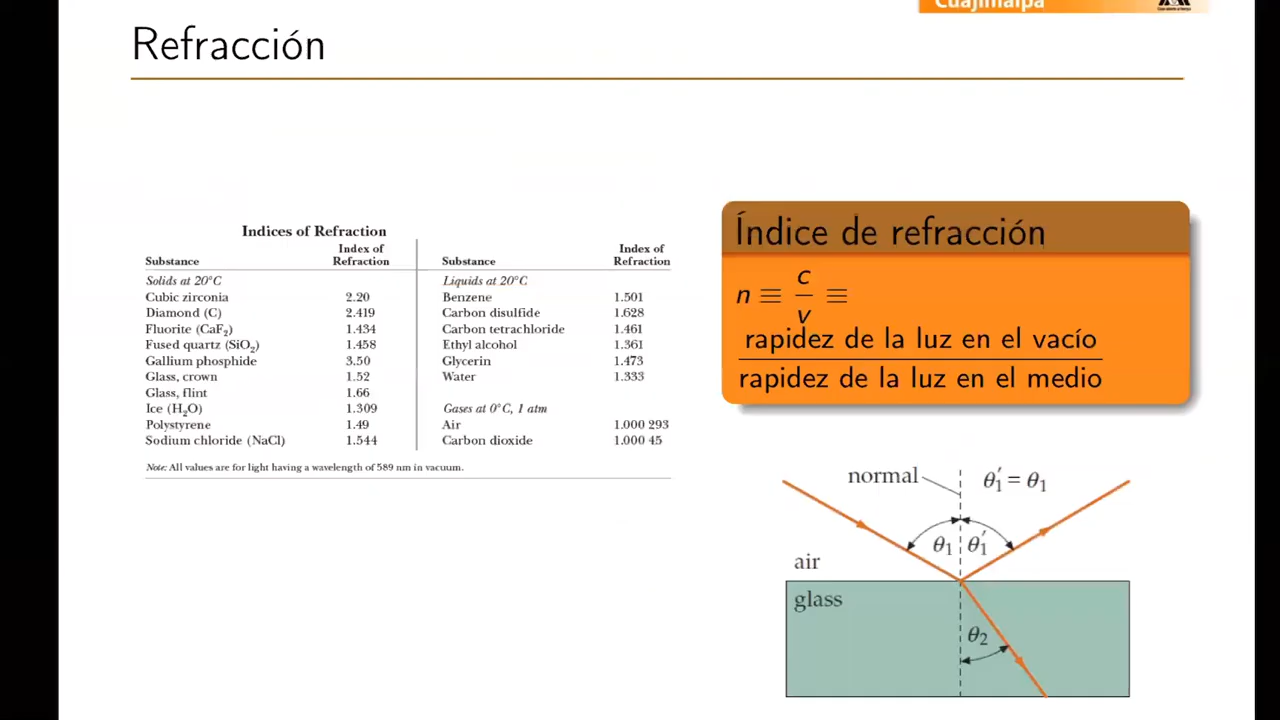 Cuajimalpa
Refracción
Indices of Refraction
Substance Index of Refraction Substance Index of Refraction
Solids at 20°C Liquids at 20°C
Cubic zirconia 2.20 Benzene 1.501
Diamond (C) 2.419 Carbon disulfide 1.628
Fluorite (CaF₂) 1.434 Carbon tetrachloride 1.461
Fused quartz (SiO₂) 1.458 Ethyl alcohol 1.361
Gallium phosphide 3.50 Glycerin 1.473
Glass, crown 1.52 Water 1.333
Glass, flint 1.66
Ice (H₂O) 1.309 Gases at 0°C, 1 atm
Polystyrene 1.49 Air 1.000 293
Sodium chloride (NaCl) 1.544 Carbon dioxide 1.000 45
Note: All values are for light having a wavelength of 589 nm in vacuum.
Índice de refracción
n ≡ c/v ≡
rapidez de la luz en el vacío
rapidez de la luz en el medio
normal θ₁′ = θ₁
θ₁ θ₁′
air
glass
θ₂